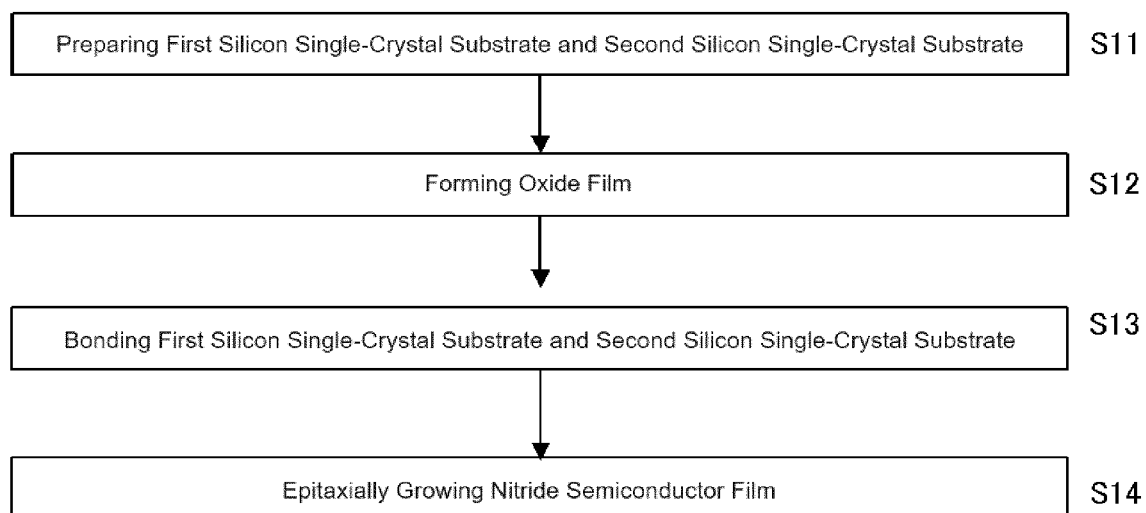 Preparing First Silicon Single-Crystal Substrate and Second Silicon Single-Crystal Substrate
S11
Forming Oxide Film
S12
Bonding First Silicon Single-Crystal Substrate and Second Silicon Single-Crystal Substrate
S13
Epitaxially Growing Nitride Semiconductor Film
S14